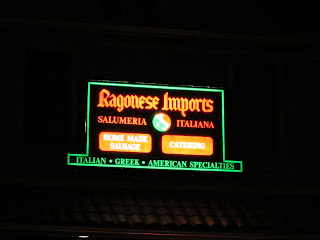 Ragonese Imports
SALUMERIA ITALIANA
HOME MADE SAUSAGE
CATERING
ITALIAN • GREEK • AMERICAN SPECIALTIES